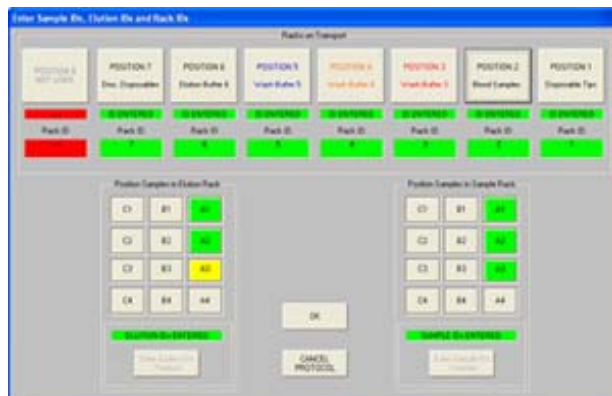 Enter Sample IDs, Elution IDs and Rack IDs
Racks on Transport
POSITION 8 POSITION 7 POSITION 6 POSITION 5 POSITION 4 POSITION 3 POSITION 2 POSITION 1
NOT USED Disposables Elution Buffer 6 Wash Buffer 5 Wash Buffer 4 Wash Buffer 3 Blood Samples Disposable Tips
ID ENTERED ID ENTERED ID ENTERED ID ENTERED ID ENTERED ID ENTERED ID ENTERED
Rack ID Rack ID Rack ID Rack ID Rack ID Rack ID Rack ID
7 6 5 4 3 2 1
Position Samples in Elution Rack Position Samples in Sample Rack
C1 B1 A1 C1 B1 A1
C2 B2 A2 C2 B2 A2
C3 B3 A3 C3 B3 A3
C4 B4 A4 C4 B4 A4
OK
ELUTION IDs ENTERED SAMPLE IDs ENTERED
CANCEL
PROTOCOL